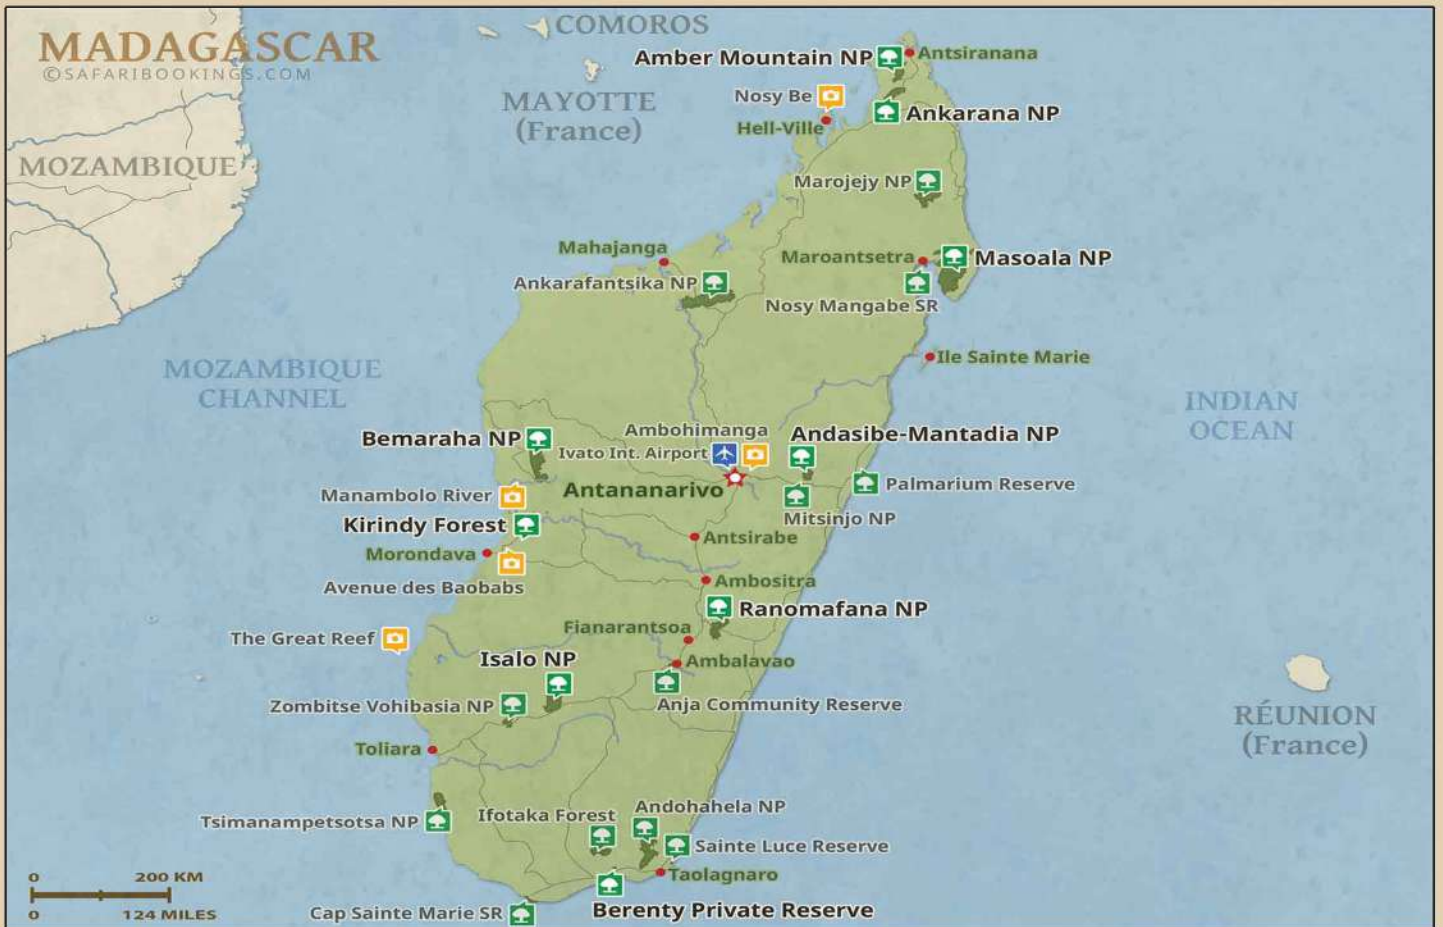 MADAGASCAR
©SAFARIBOOKINGS.COM
COMOROS
Amber Mountain NP
Antsiranana
MAYOTTE
(France)
Nosy Be
Hell-Ville
Ankarana NP
MOZAMBIQUE
Marojejy NP
Mahajanga
Maroantsetra
Masoala NP
Ankarafantsika NP
Nosy Mangabe SR
Ile Sainte Marie
MOZAMBIQUE
CHANNEL
INDIAN
OCEAN
Bemaraha NP
Ambohimanga
Andasibe-Mantadia NP
Ivato Int. Airport
Antananarivo
Palmarium Reserve
Manambolo River
Mitsinjo NP
Kirindy Forest
Antsirabe
Morondava
Avenue des Baobabs
Ambositra
Ranomafana NP
The Great Reef
Fianarantsoa
Isalo NP
Ambalavao
Zombitse Vohibasia NP
Anja Community Reserve
RÉUNION
(France)
Toliara
Tsimanampetsotsa NP
Ifotaka Forest
Andohahela NP
Sainte Luce Reserve
Taolagnaro
0 200 KM
0 124 MILES
Cap Sainte Marie SR
Berenty Private Reserve